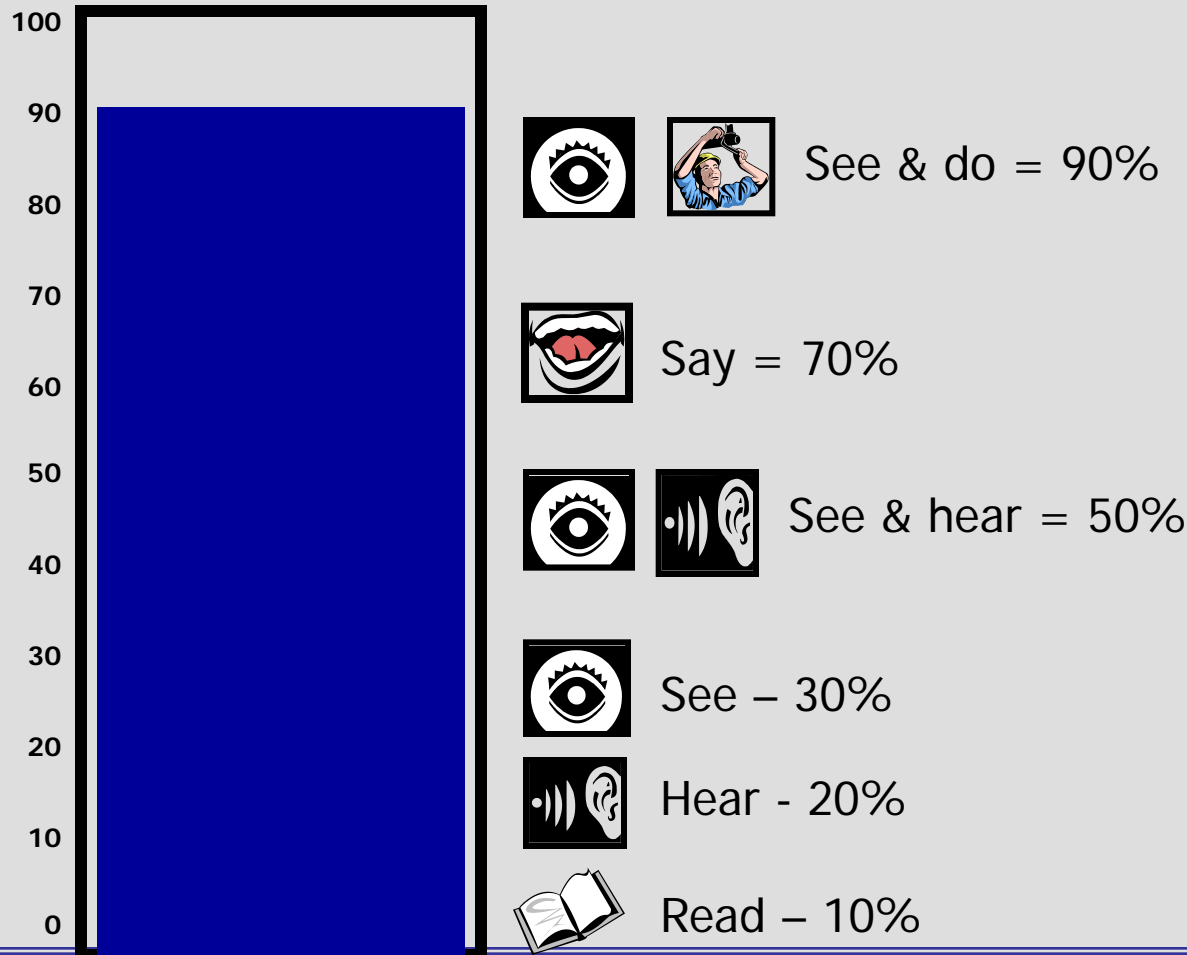 100
90
80
70
60
50
40
30
20
10
0
See & do = 90%
Say = 70%
See & hear = 50%
See – 30%
Hear - 20%
Read – 10%